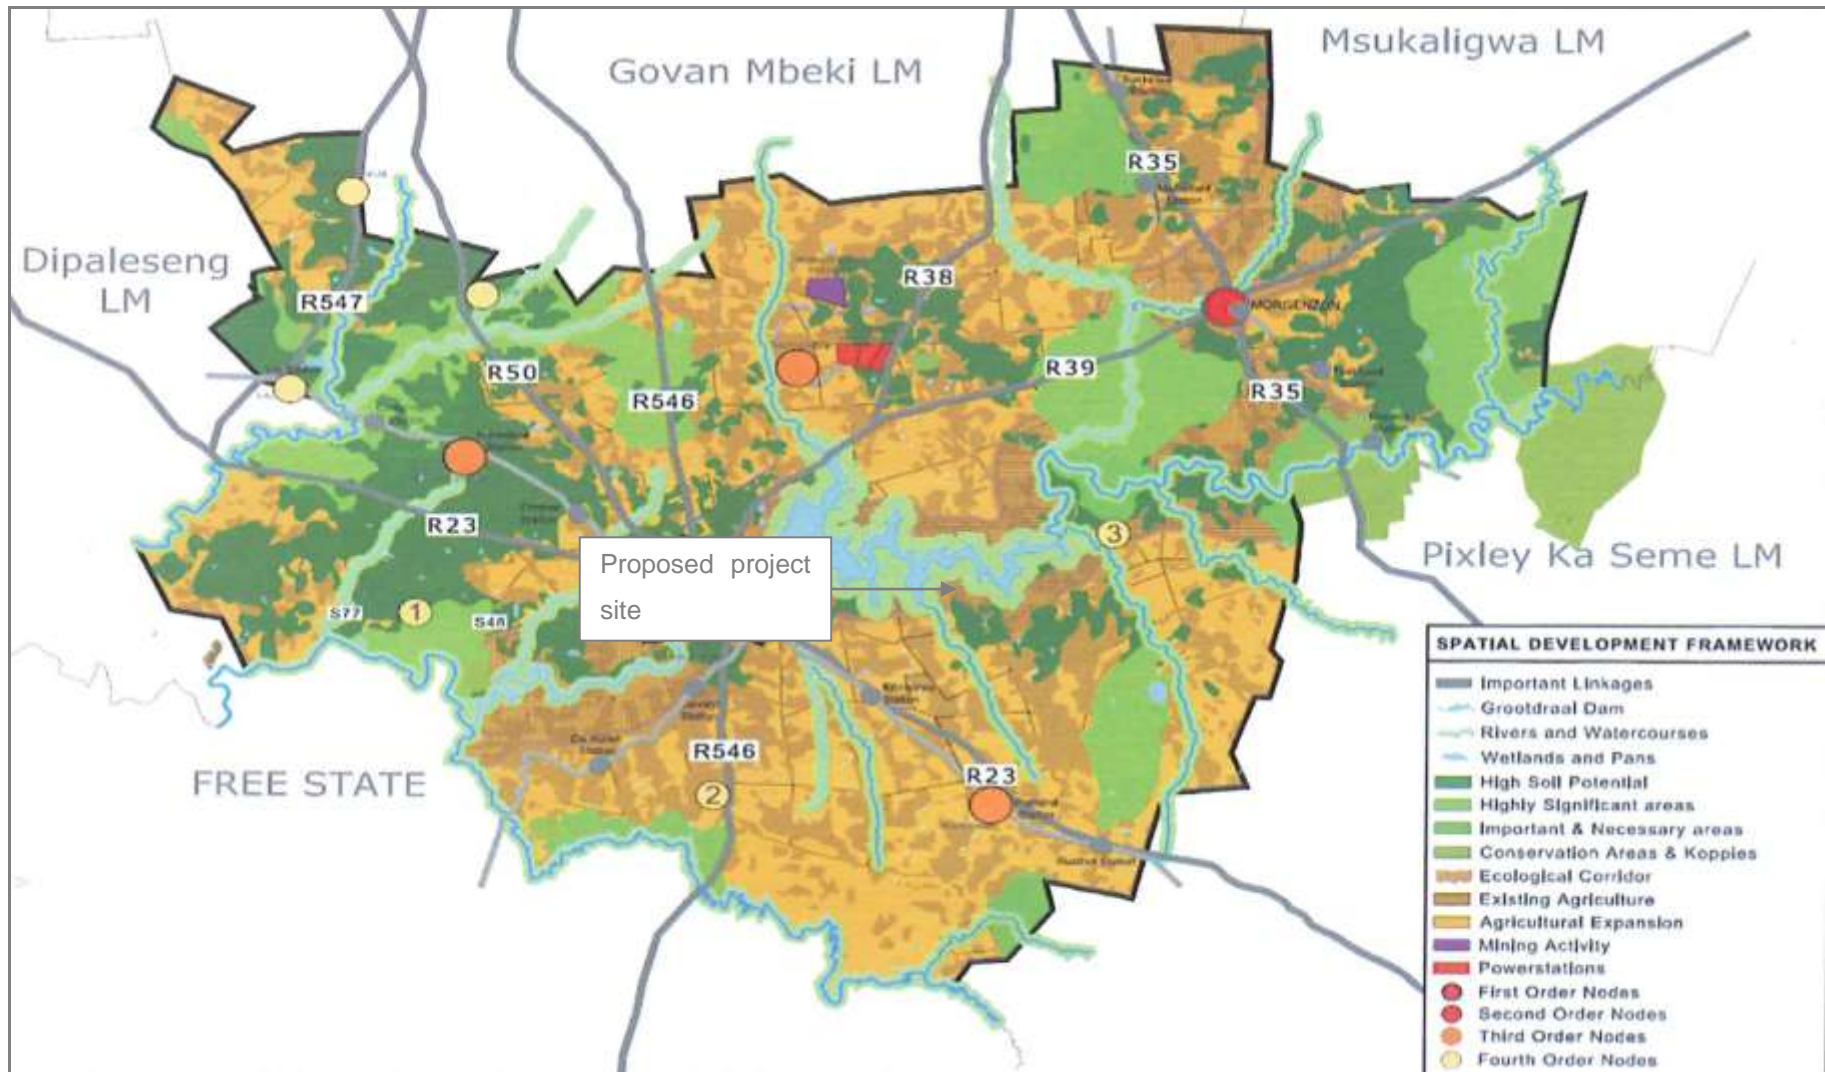 Msukaligwa LM
Govan Mbeki LM
R35
Dipaleseng
LM
R547
R38
MORGENZON
R50
R39
R546
R35
R23
3
Pixley Ka Seme LM
Proposed project
site
1
S77
S48
SPATIAL DEVELOPMENT FRAMEWORK
Important Linkages
Grootdraal Dam
Rivers and Watercourses
Wetlands and Pans
High Soil Potential
Highly Significant areas
Important & Necessary areas
Conservation Areas & Koppies
Ecological Corridor
Existing Agriculture
Agricultural Expansion
Mining Activity
Powerstations
First Order Nodes
Second Order Nodes
Third Order Nodes
Fourth Order Nodes
FREE STATE
R546
2
R23